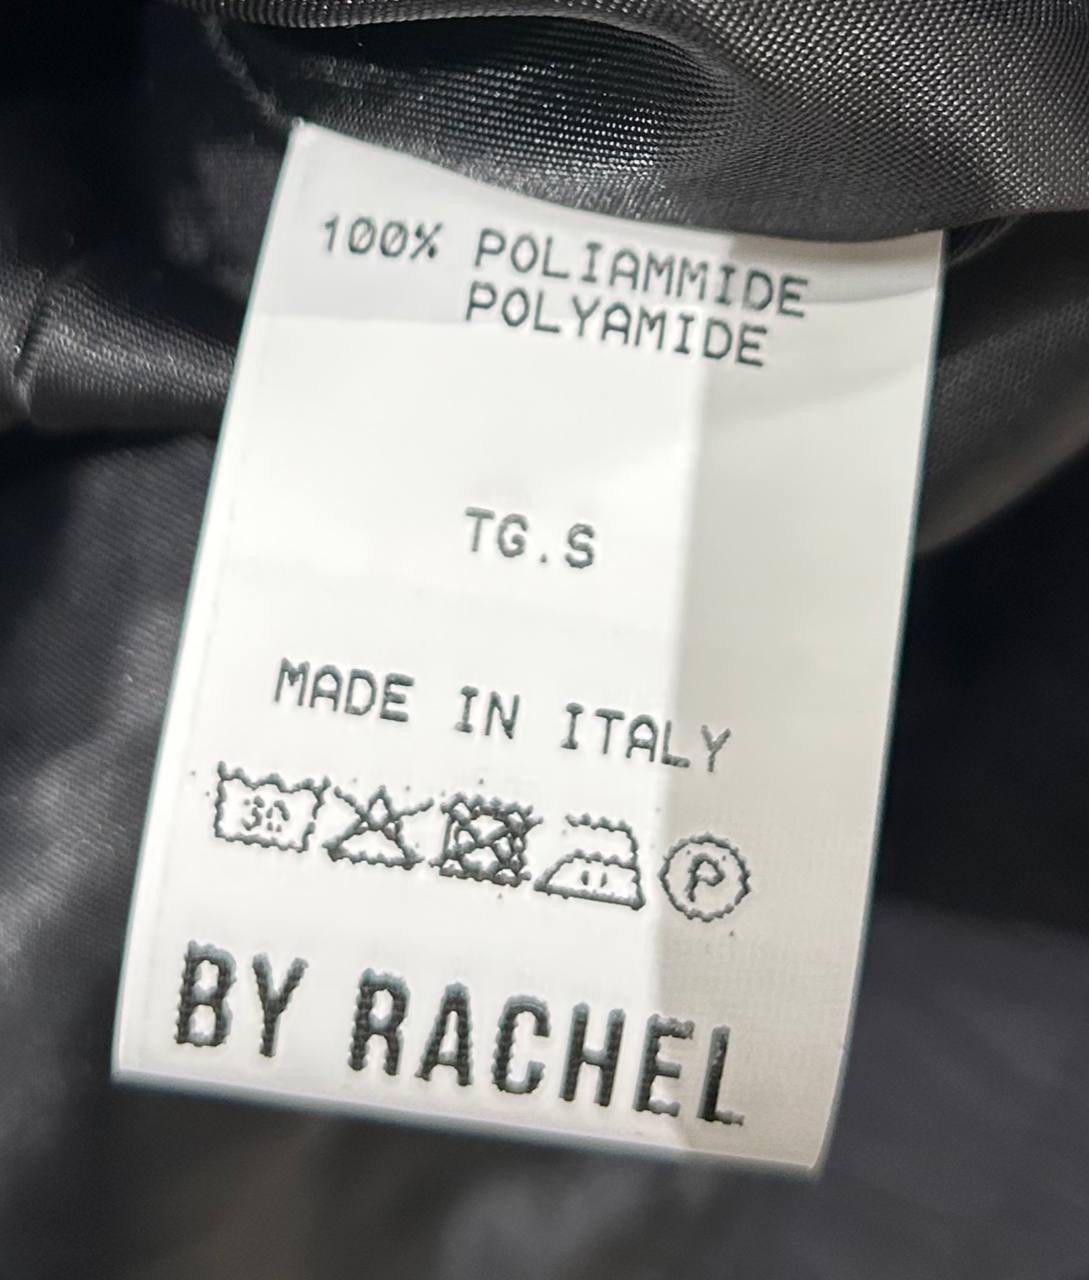 100% POLIAMMIDE
POLYAMIDE
TG.S
MADE IN ITALY
30 P
BY RACHEL